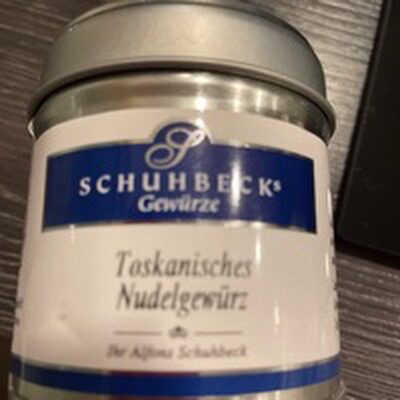 SCHUHBECKs
Gewürze
Toskanisches
Nudelgewürz
Ihr Alfons Schuhbeck